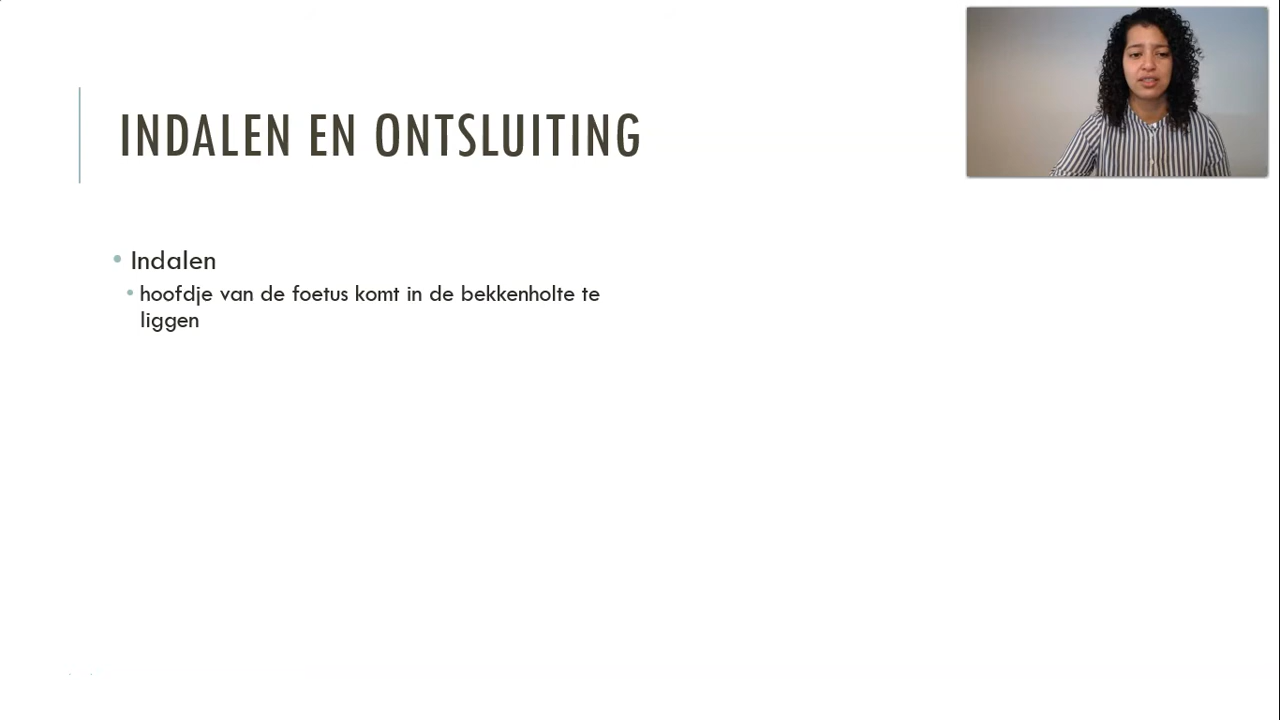 INDALEN EN ONTSLUITING
• Indalen
• hoofdje van de foetus komt in de bekkenholte te
liggen